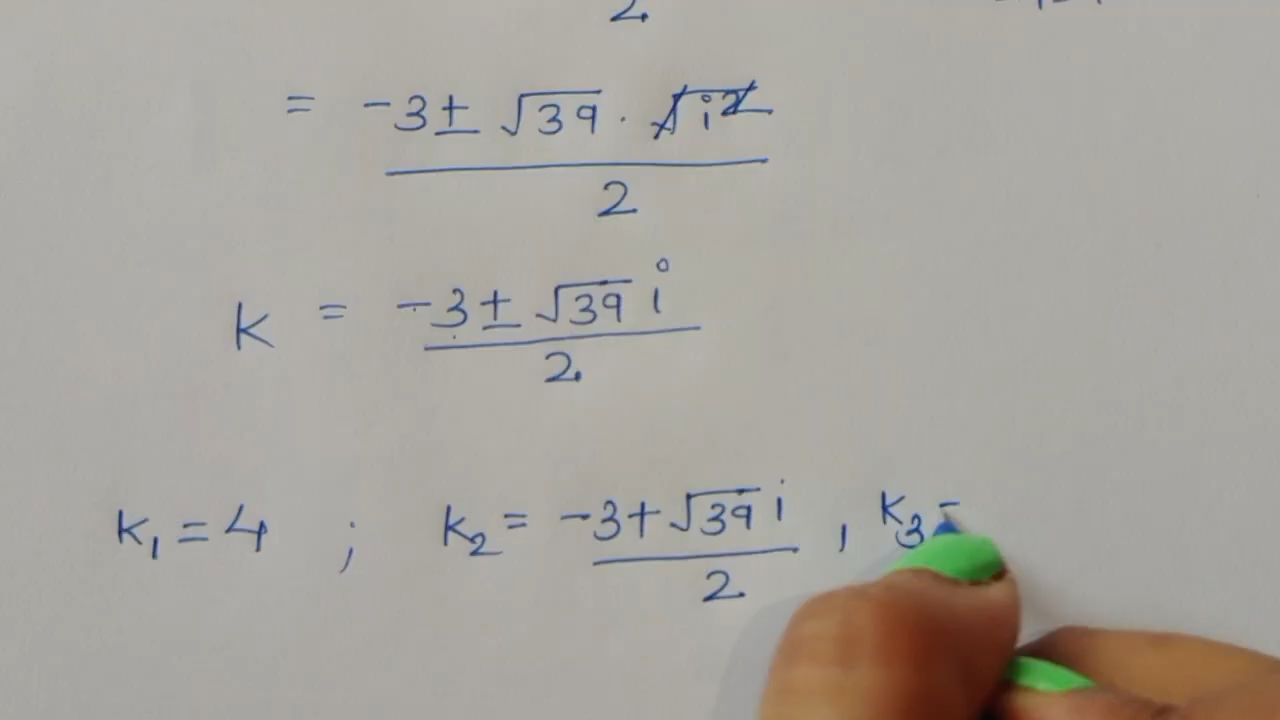 2
= -3 ± √39 . √i²
2
K = -3 ± √39 i
2
K₁ = 4 ; K₂ = -3 + √39 i , K₃ =
2